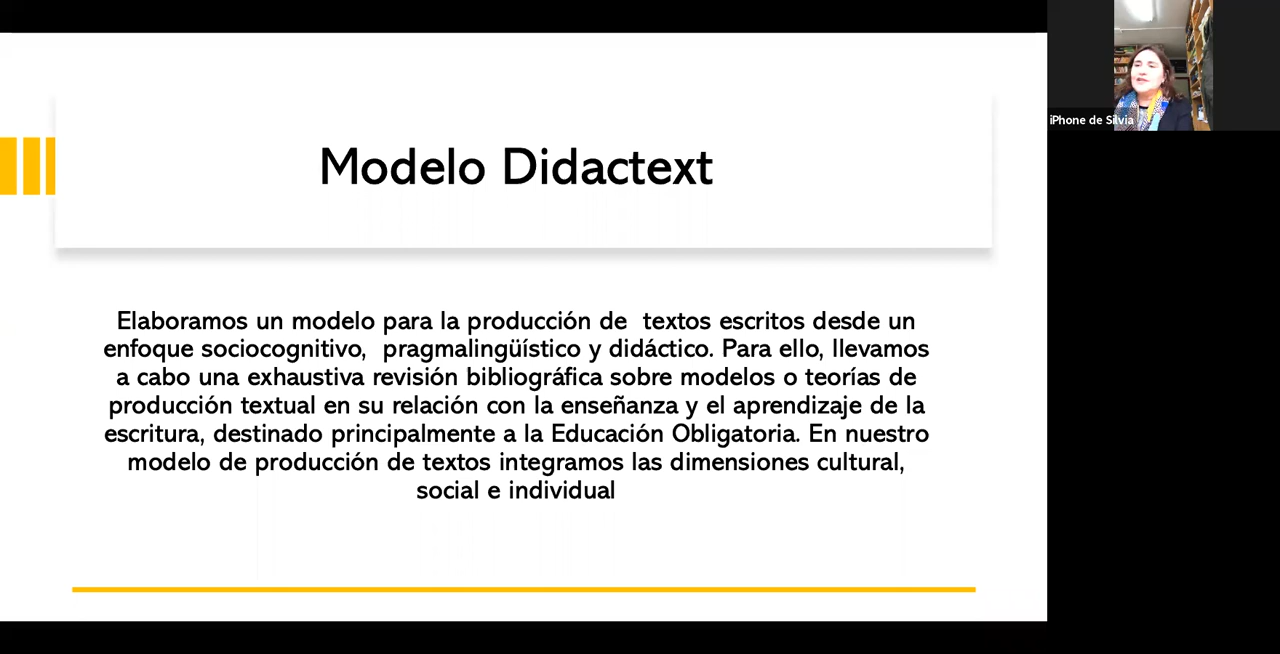 Modelo Didactext
Elaboramos un modelo para la producción de textos escritos desde un
enfoque sociocognitivo, pragmalingüístico y didáctico. Para ello, llevamos
a cabo una exhaustiva revisión bibliográfica sobre modelos o teorías de
producción textual en su relación con la enseñanza y el aprendizaje de la
escritura, destinado principalmente a la Educación Obligatoria. En nuestro
modelo de producción de textos integramos las dimensiones cultural,
social e individual
iPhone de Silvia